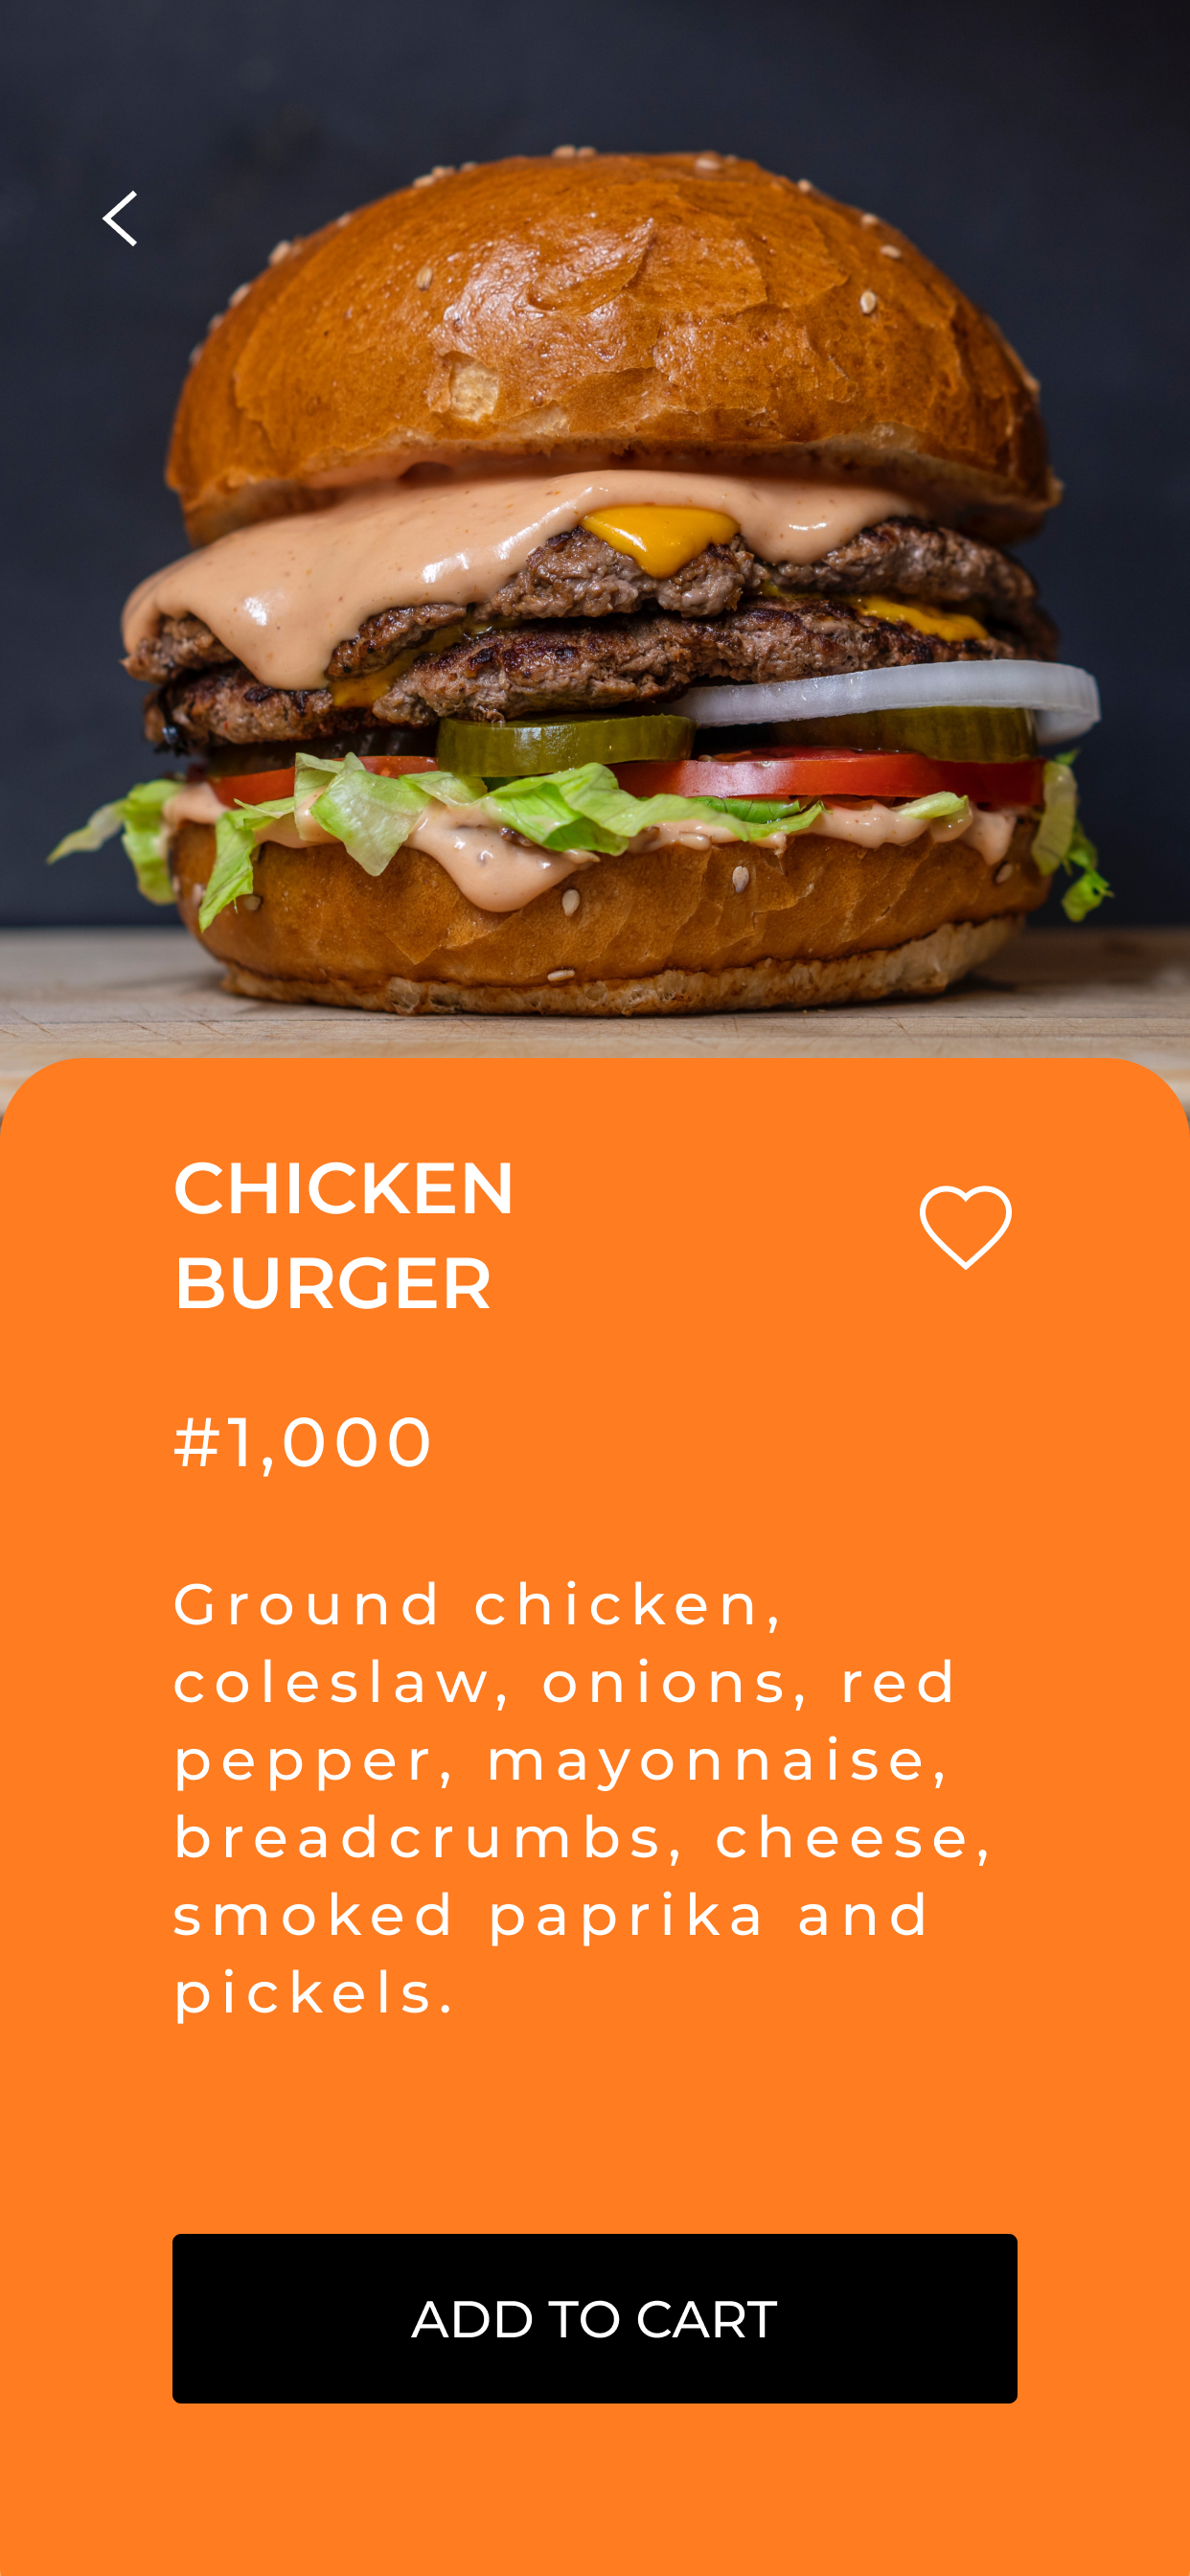 CHICKEN
BURGER
#1,000
Ground chicken,
coleslaw, onions, red
pepper, mayonnaise,
breadcrumbs, cheese,
smoked paprika and
pickels.
ADD TO CART